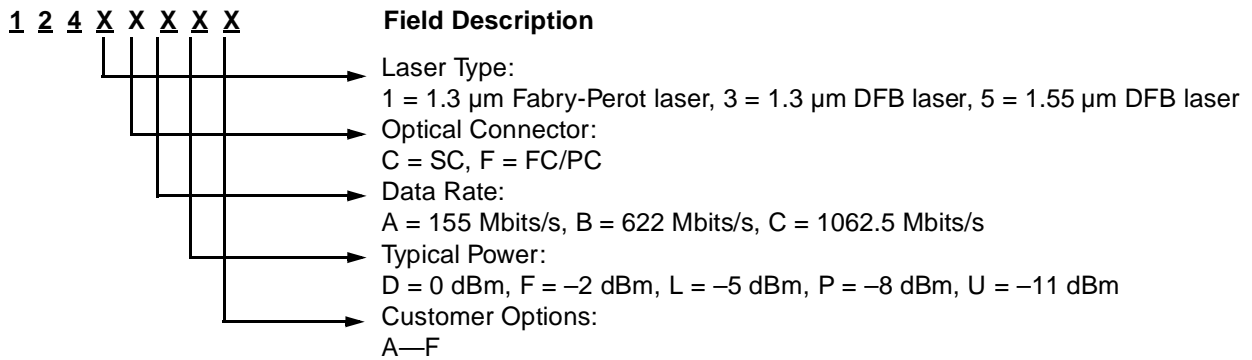 1 2 4 X X X X X Field Description
Laser Type:
1 = 1.3 µm Fabry-Perot laser, 3 = 1.3 µm DFB laser, 5 = 1.55 µm DFB laser
Optical Connector:
C = SC, F = FC/PC
Data Rate:
A = 155 Mbits/s, B = 622 Mbits/s, C = 1062.5 Mbits/s
Typical Power:
D = 0 dBm, F = –2 dBm, L = –5 dBm, P = –8 dBm, U = –11 dBm
Customer Options:
A—F